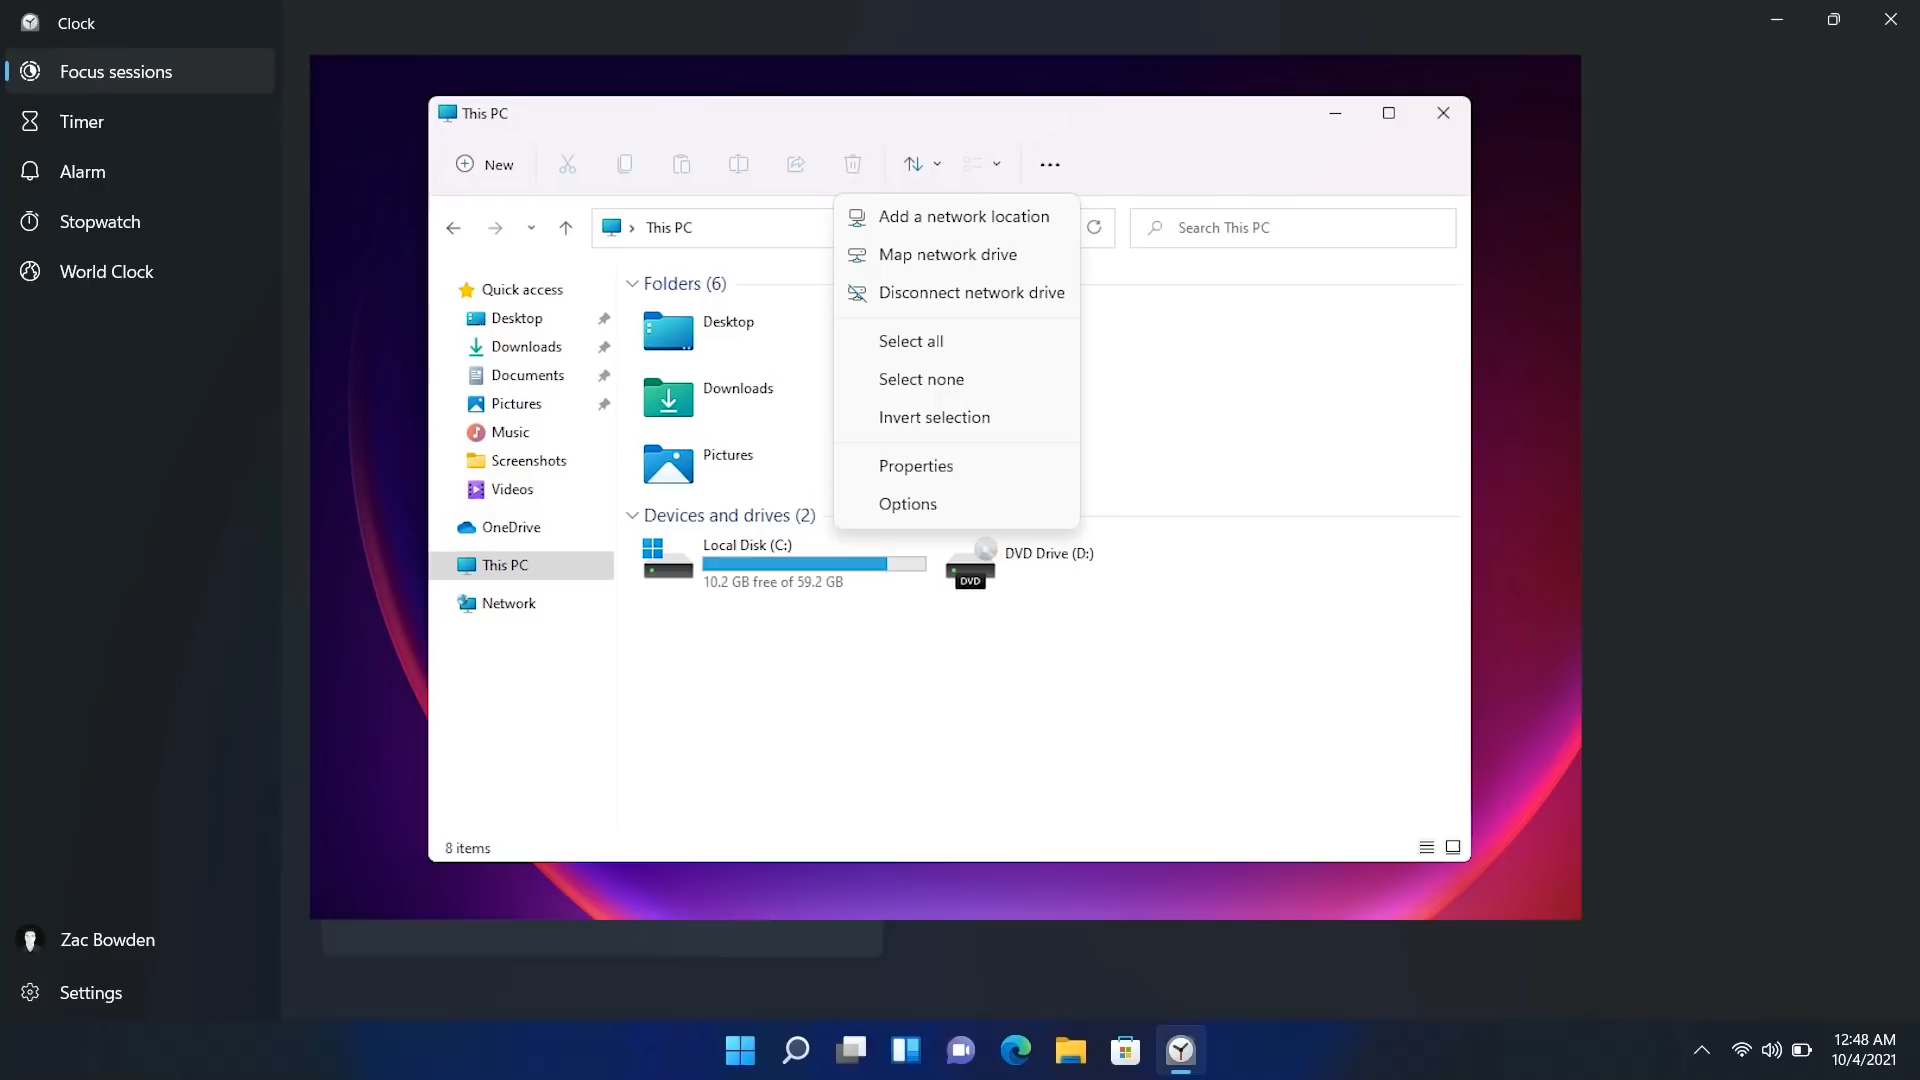 Clock
Focus sessions
Timer
Alarm
Stopwatch
World Clock
Zac Bowden
Settings
This PC
New
This PC
Search This PC
Quick access
Desktop
Downloads
Documents
Pictures
Music
Screenshots
Videos
OneDrive
This PC
Network
Folders (6)
Desktop
Downloads
Pictures
Devices and drives (2)
Local Disk (C:)
10.2 GB free of 59.2 GB
DVD Drive (D:)
DVD
Add a network location
Map network drive
Disconnect network drive
Select all
Select none
Invert selection
Properties
Options
8 items
12:48 AM
10/4/2021